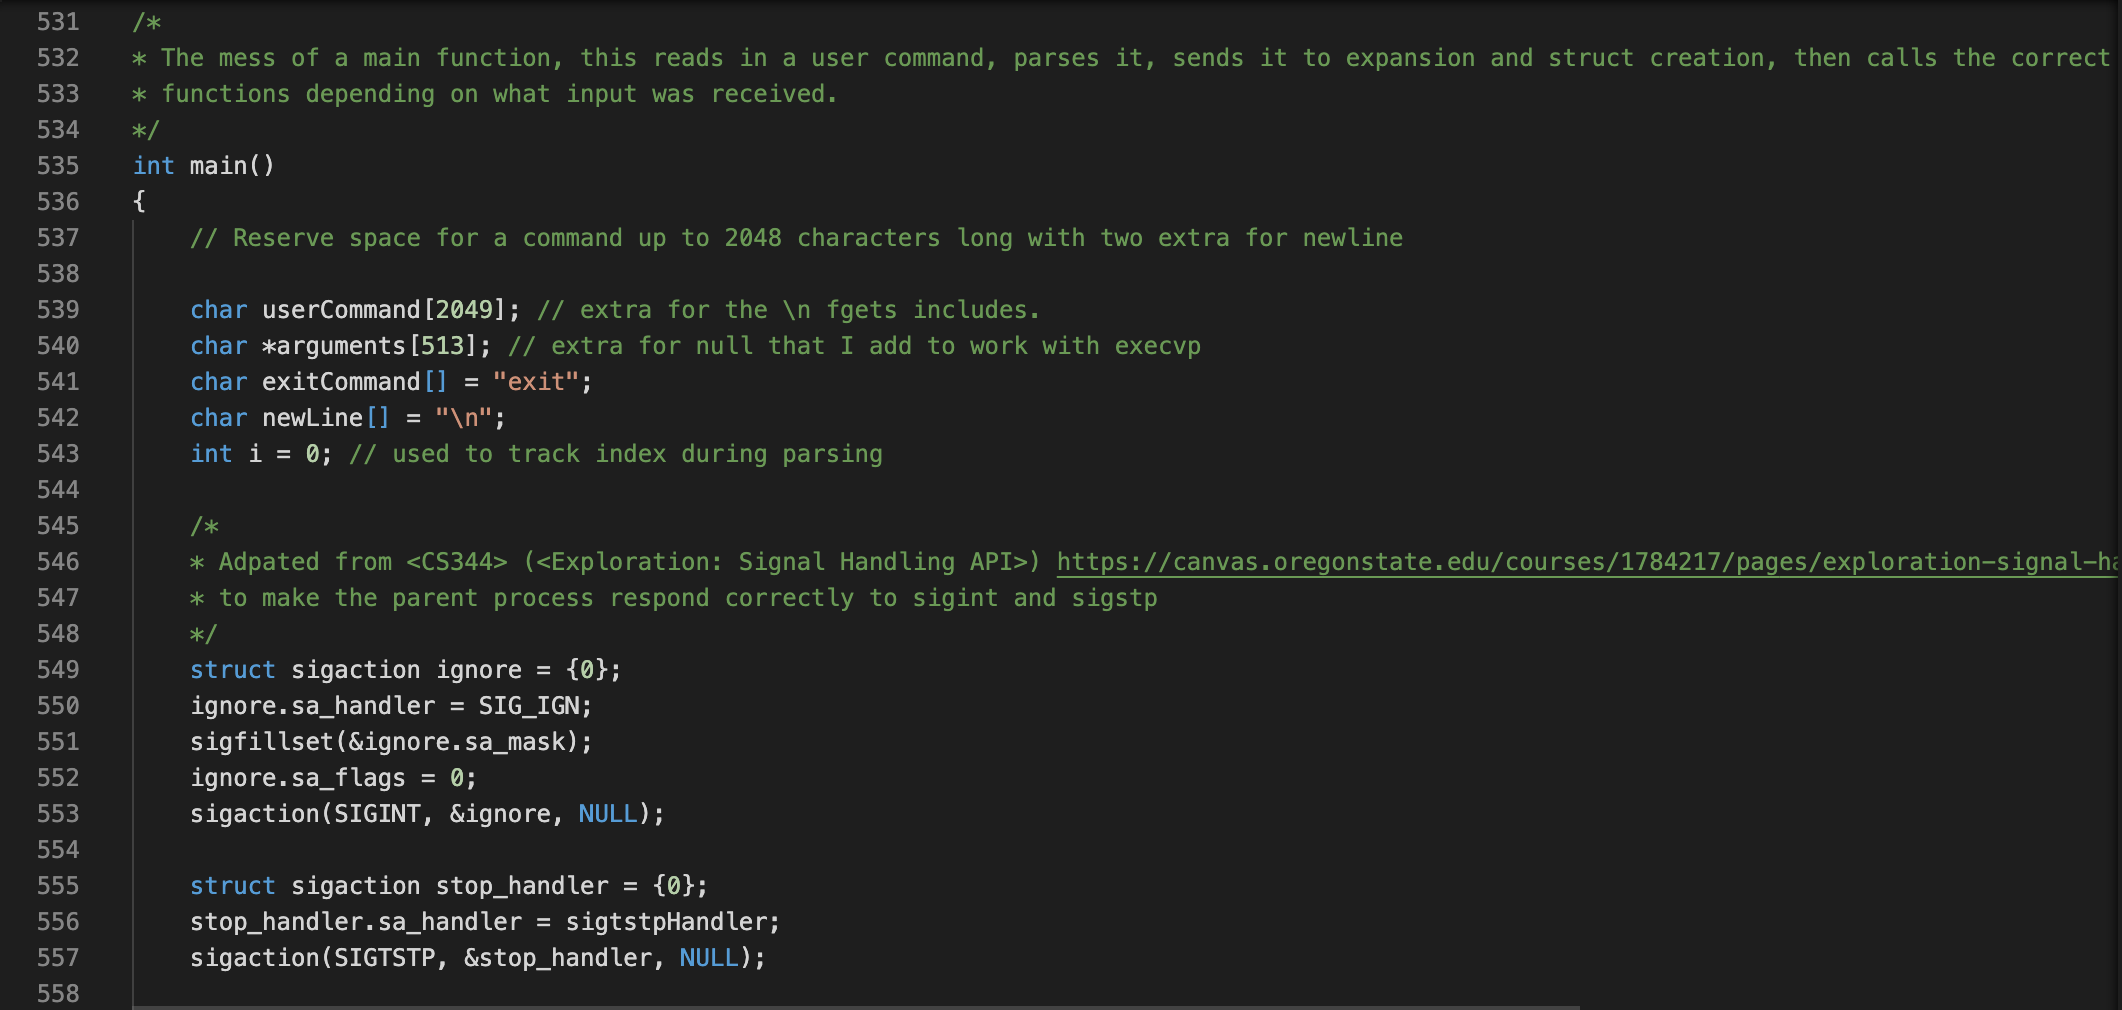 531 /*
532 * The mess of a main function, this reads in a user command, parses it, sends it to expansion and struct creation, then calls the correct
533 * functions depending on what input was received.
534 */
535 int main()
536 {
537 // Reserve space for a command up to 2048 characters long with two extra for newline
538
539 char userCommand[2049]; // extra for the \n fgets includes.
540 char *arguments[513]; // extra for null that I add to work with execvp
541 char exitCommand[] = "exit";
542 char newLine[] = "\n";
543 int i = 0; // used to track index during parsing
544
545 /*
546 * Adpated from <CS344> (<Exploration: Signal Handling API>) https://canvas.oregonstate.edu/courses/1784217/pages/exploration-signal-ha
547 * to make the parent process respond correctly to sigint and sigstp
548 */
549 struct sigaction ignore = {0};
550 ignore.sa_handler = SIG_IGN;
551 sigfillset(&ignore.sa_mask);
552 ignore.sa_flags = 0;
553 sigaction(SIGINT, &ignore, NULL);
554
555 struct sigaction stop_handler = {0};
556 stop_handler.sa_handler = sigtstpHandler;
557 sigaction(SIGTSTP, &stop_handler, NULL);
558